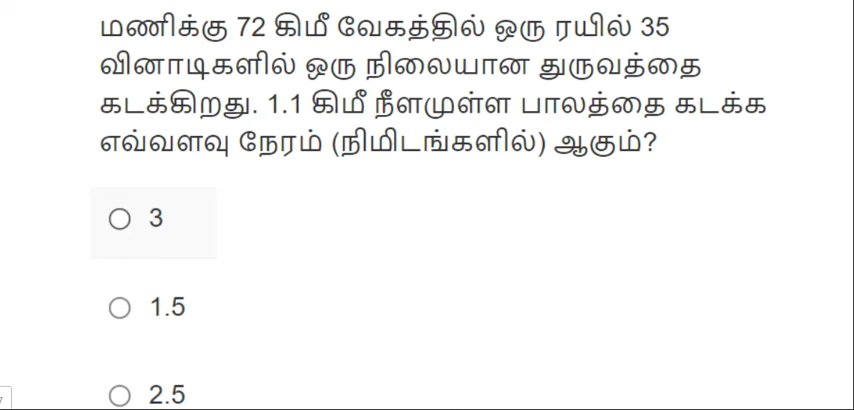 மணிக்கு 72 கிமீ வேகத்தில் ஒரு ரயில் 35
வினாடிகளில் ஒரு நிலையான துருவத்தை
கடக்கிறது. 1.1 கிமீ நீளமுள்ள பாலத்தை கடக்க
எவ்வளவு நேரம் (நிமிடங்களில்) ஆகும்?
3
1.5
2.5